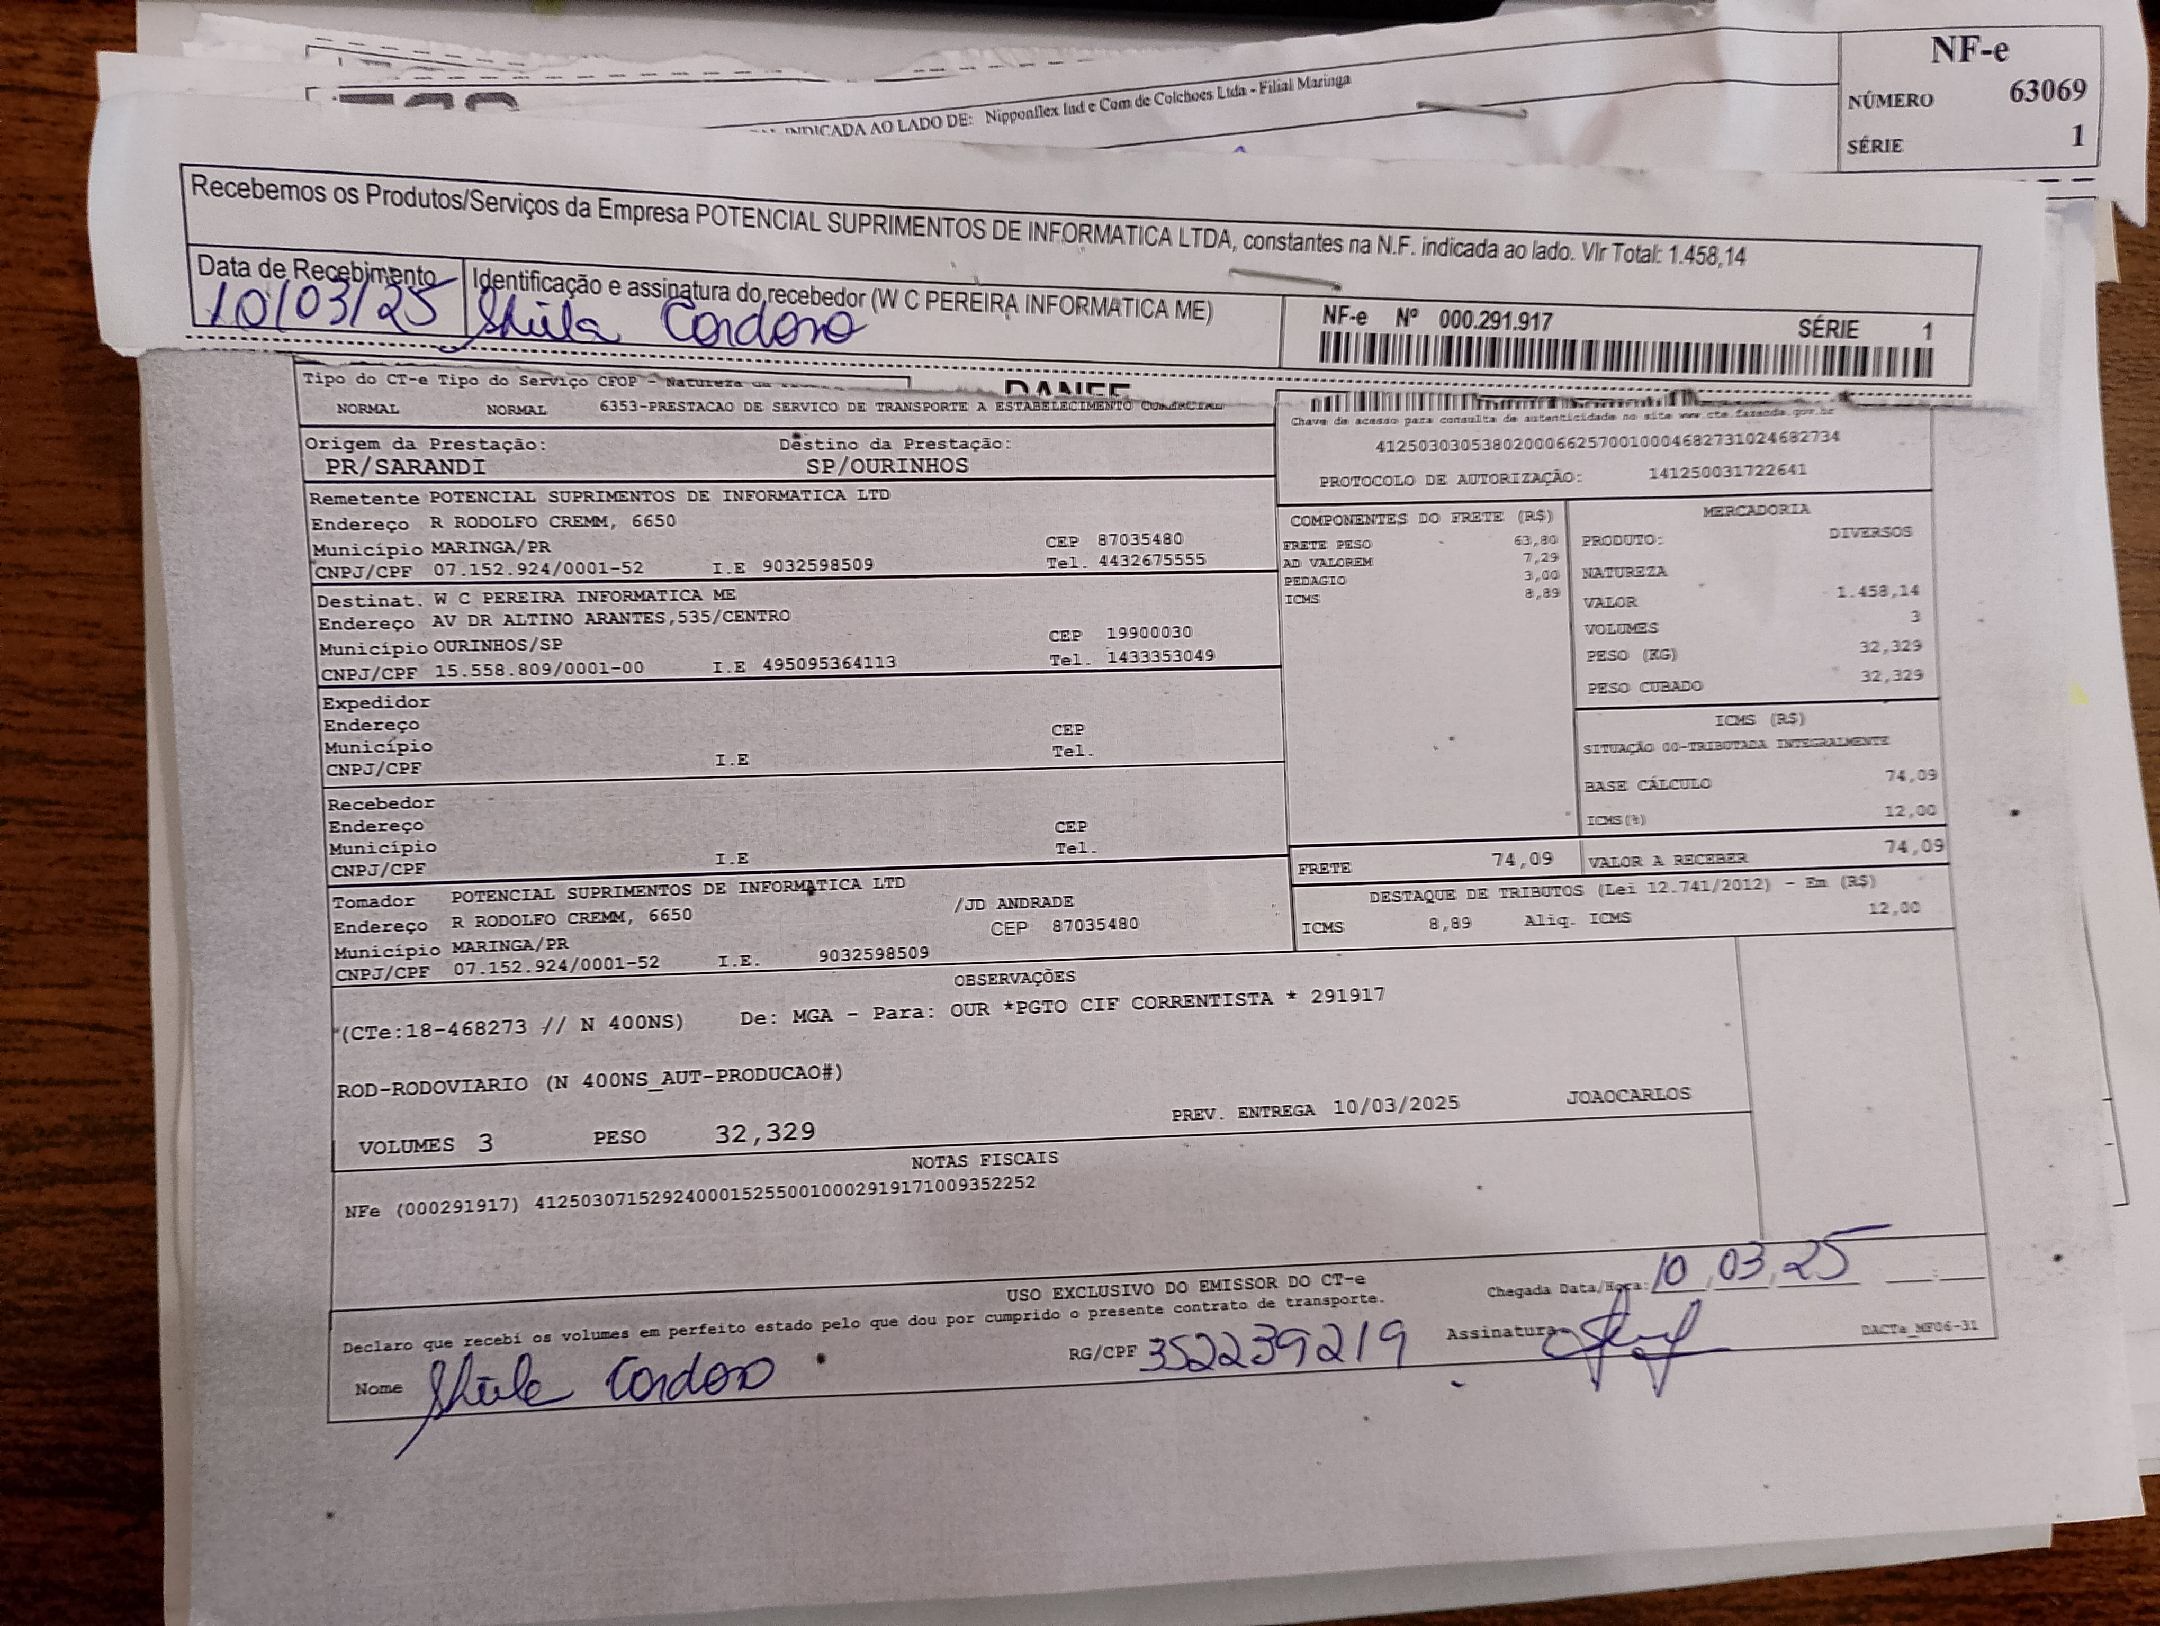 INDICADA AO LADO DE: Nipponflex Ind e Com de Colchoes Ltda - Filial Maringa
NF-e
NÚMERO 63069
SÉRIE 1
Recebemos os Produtos/Serviços da Empresa POTENCIAL SUPRIMENTOS DE INFORMATICA LTDA, constantes na N.F. indicada ao lado. Vlr Total: 1.458,14
Data de Recebimento
10/03/25
Identificação e assinatura do recebedor (W C PEREIRA INFORMATICA ME)
Sheila Cardoso
NF-e Nº 000.291.917 SÉRIE 1
Tipo do CT-e Tipo do Serviço CFOP - Natureza da
DANFE
NORMAL NORMAL 6353-PRESTACAO DE SERVICO DE TRANSPORTE A ESTABELECIMENTO COMERCIAL
Chave de acesso para consulta de autenticidade no site www.cte.fazenda.gov.br
41250303053802000662570010004682731024682734
PROTOCOLO DE AUTORIZAÇÃO: 141250031722641
Origem da Prestação: Destino da Prestação:
PR/SARANDI SP/OURINHOS
Remetente POTENCIAL SUPRIMENTOS DE INFORMATICA LTD
Endereço R RODOLFO CREMM, 6650
Município MARINGA/PR CEP 87035480
CNPJ/CPF 07.152.924/0001-52 I.E 9032598509 Tel. 4432675555
Destinat. W C PEREIRA INFORMATICA ME
Endereço AV DR ALTINO ARANTES,535/CENTRO
Município OURINHOS/SP CEP 19900030
CNPJ/CPF 15.558.809/0001-00 I.E 495095364113 Tel. 1433353049
Expedidor
Endereço
Município CEP
CNPJ/CPF I.E Tel.
Recebedor
Endereço
Município CEP
CNPJ/CPF I.E Tel.
Tomador POTENCIAL SUPRIMENTOS DE INFORMATICA LTD
Endereço R RODOLFO CREMM, 6650 /JD ANDRADE
Município MARINGA/PR CEP 87035480
CNPJ/CPF 07.152.924/0001-52 I.E. 9032598509
COMPONENTES DO FRETE (R$)
FRETE PESO 63,80
AD VALOREM 7,29
PEDAGIO 3,00
ICMS 8,89
MERCADORIA
PRODUTO: DIVERSOS
NATUREZA
VALOR 1.458,14
VOLUMES 3
PESO (KG) 32,329
PESO CUBADO 32,329
ICMS (R$)
SITUAÇÃO 00-TRIBUTADA INTEGRALMENTE
BASE CÁLCULO 74,09
ICMS(%) 12,00
FRETE 74,09 VALOR A RECEBER 74,09
DESTAQUE DE TRIBUTOS (Lei 12.741/2012) - Em (R$)
ICMS 8,89 Aliq. ICMS 12,00
OBSERVAÇÕES
(CTe:18-468273 // N 400NS) De: MGA - Para: OUR *PGTO CIF CORRENTISTA * 291917
ROD-RODOVIARIO (N 400NS_AUT-PRODUCAO#)
VOLUMES 3 PESO 32,329 PREV. ENTREGA 10/03/2025 JOAOCARLOS
NOTAS FISCAIS
NFe (000291917) 41250307152924000152550010002919171009352252
USO EXCLUSIVO DO EMISSOR DO CT-e
Declaro que recebi os volumes em perfeito estado pelo que dou por cumprido o presente contrato de transporte.
Chegada Data/Hora: 10/03/25
Nome Sheila Cardoso RG/CPF 352239219 Assinatura
DACTe_MF06-31